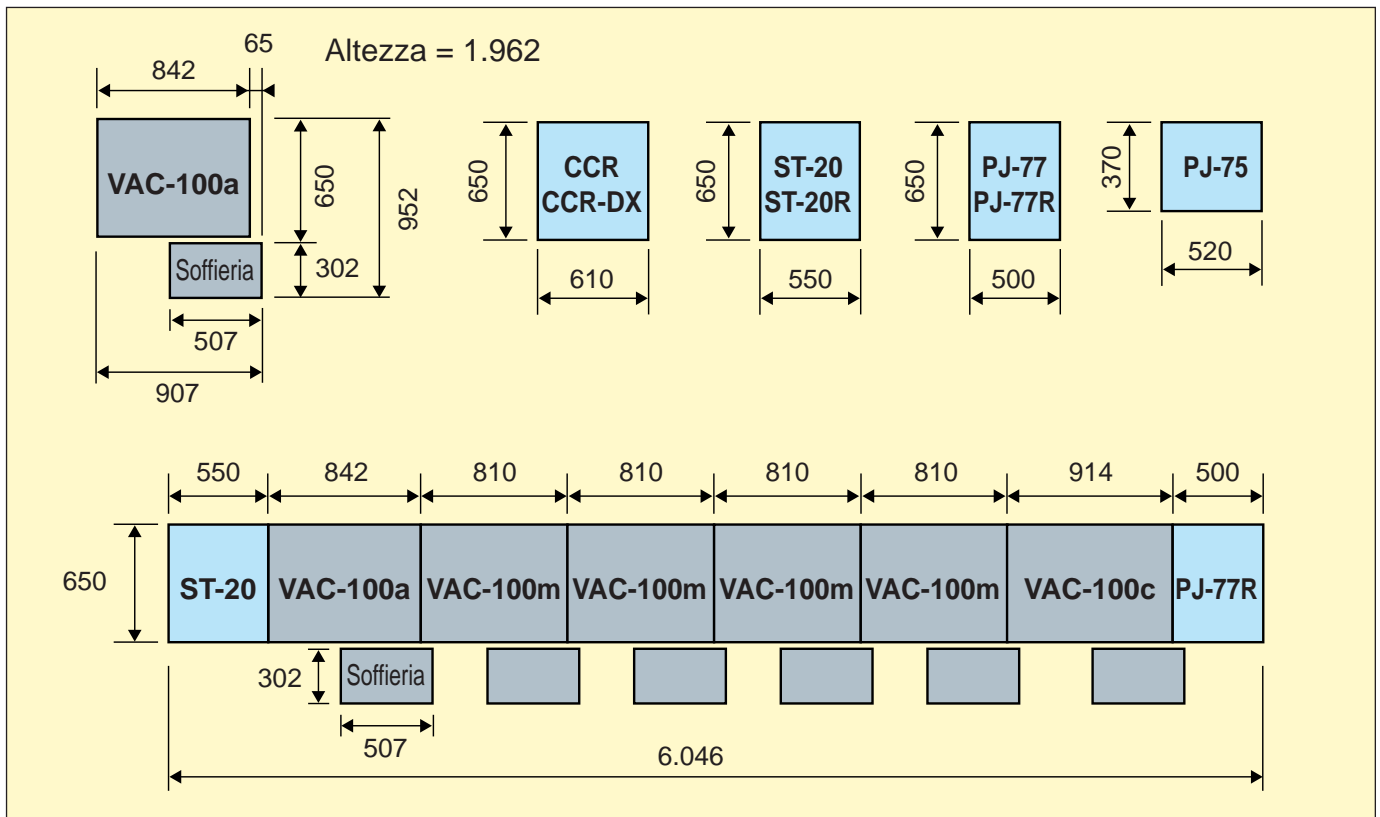 65
Altezza = 1.962
842
VAC-100a
650
952
Soffieria
302
507
907
650
CCR
CCR-DX
610
650
ST-20
ST-20R
550
650
PJ-77
PJ-77R
500
370
PJ-75
520
550 842 810 810 810 810 914 500
650
ST-20 VAC-100a VAC-100m VAC-100m VAC-100m VAC-100m VAC-100c PJ-77R
302
Soffieria
507
6.046